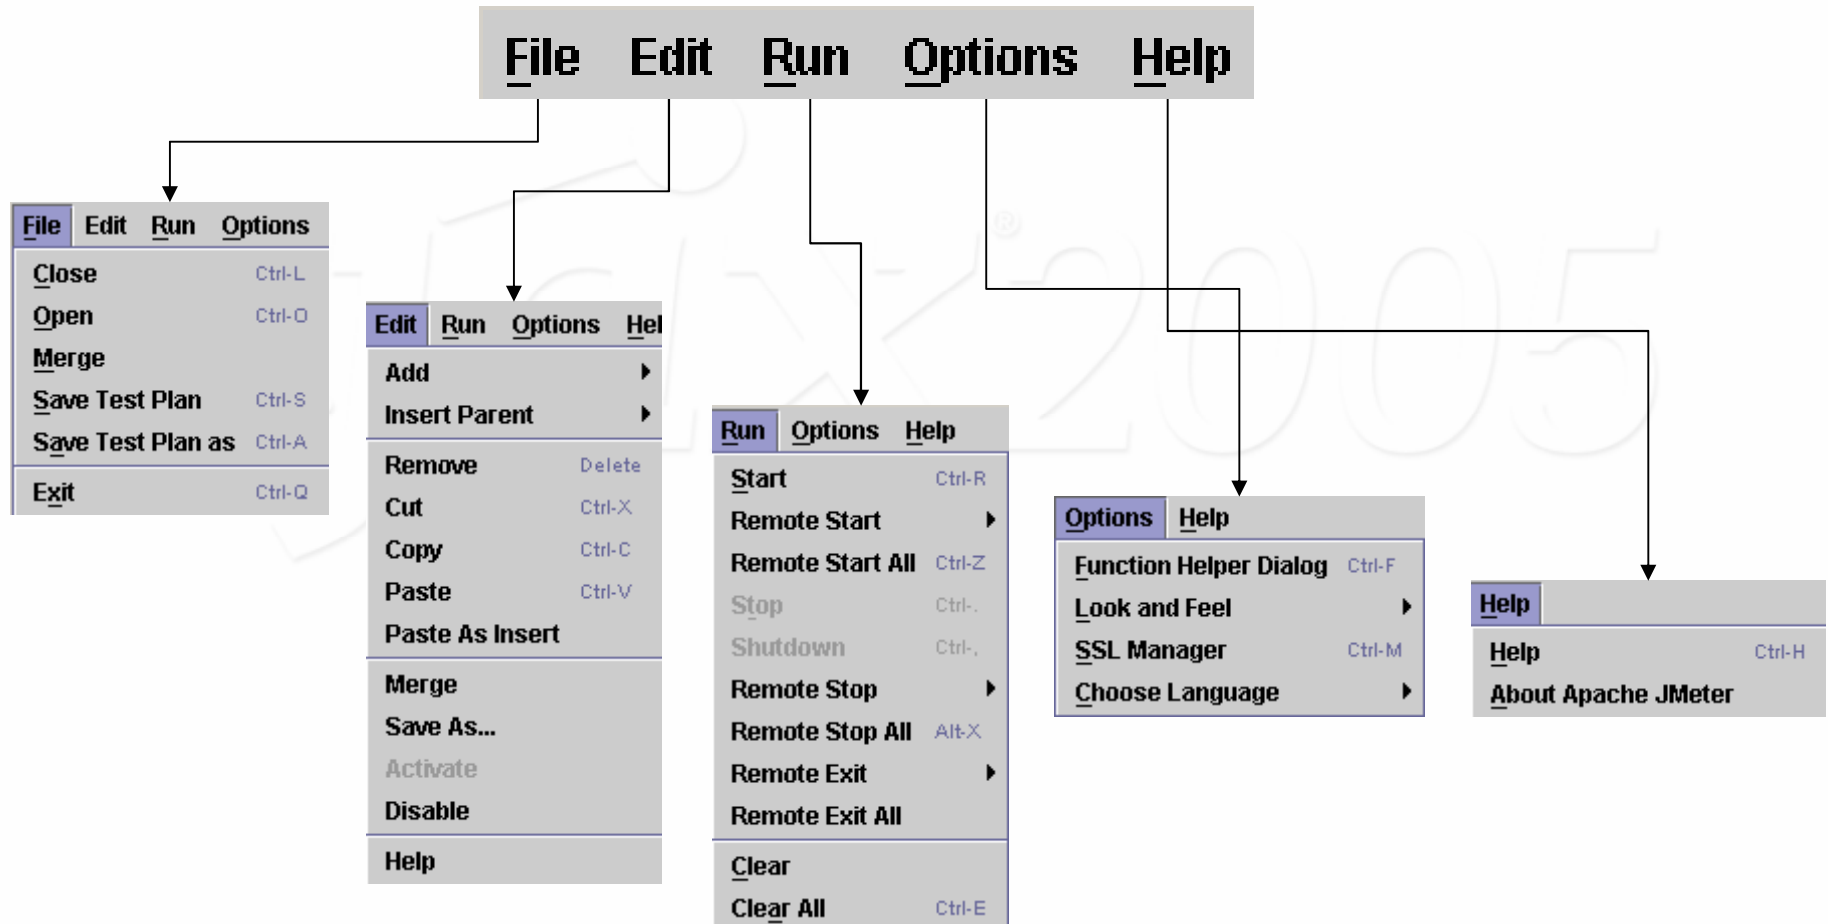 File Edit Run Options Help
File Edit Run Options
Close Ctrl-L
Open Ctrl-O
Merge
Save Test Plan Ctrl-S
Save Test Plan as Ctrl-A
Exit Ctrl-Q
Edit Run Options Hel
Add
Insert Parent
Remove Delete
Cut Ctrl-X
Copy Ctrl-C
Paste Ctrl-V
Paste As Insert
Merge
Save As...
Activate
Disable
Help
Run Options Help
Start Ctrl-R
Remote Start
Remote Start All Ctrl-Z
Stop Ctrl-.
Shutdown Ctrl-,
Remote Stop
Remote Stop All Alt-X
Remote Exit
Remote Exit All
Clear
Clear All Ctrl-E
Options Help
Function Helper Dialog Ctrl-F
Look and Feel
SSL Manager Ctrl-M
Choose Language
Help
Help Ctrl-H
About Apache JMeter
jax® 2005